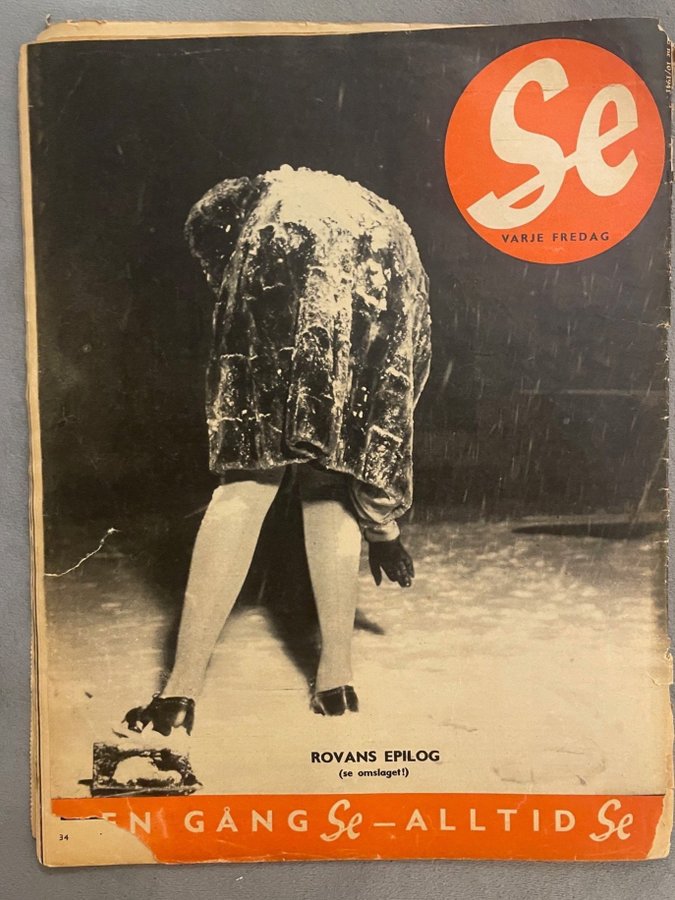 Se
VARJE FREDAG
ROVANS EPILOG
(se omslaget!)
EN GÅNG Se – ALLTID Se
34